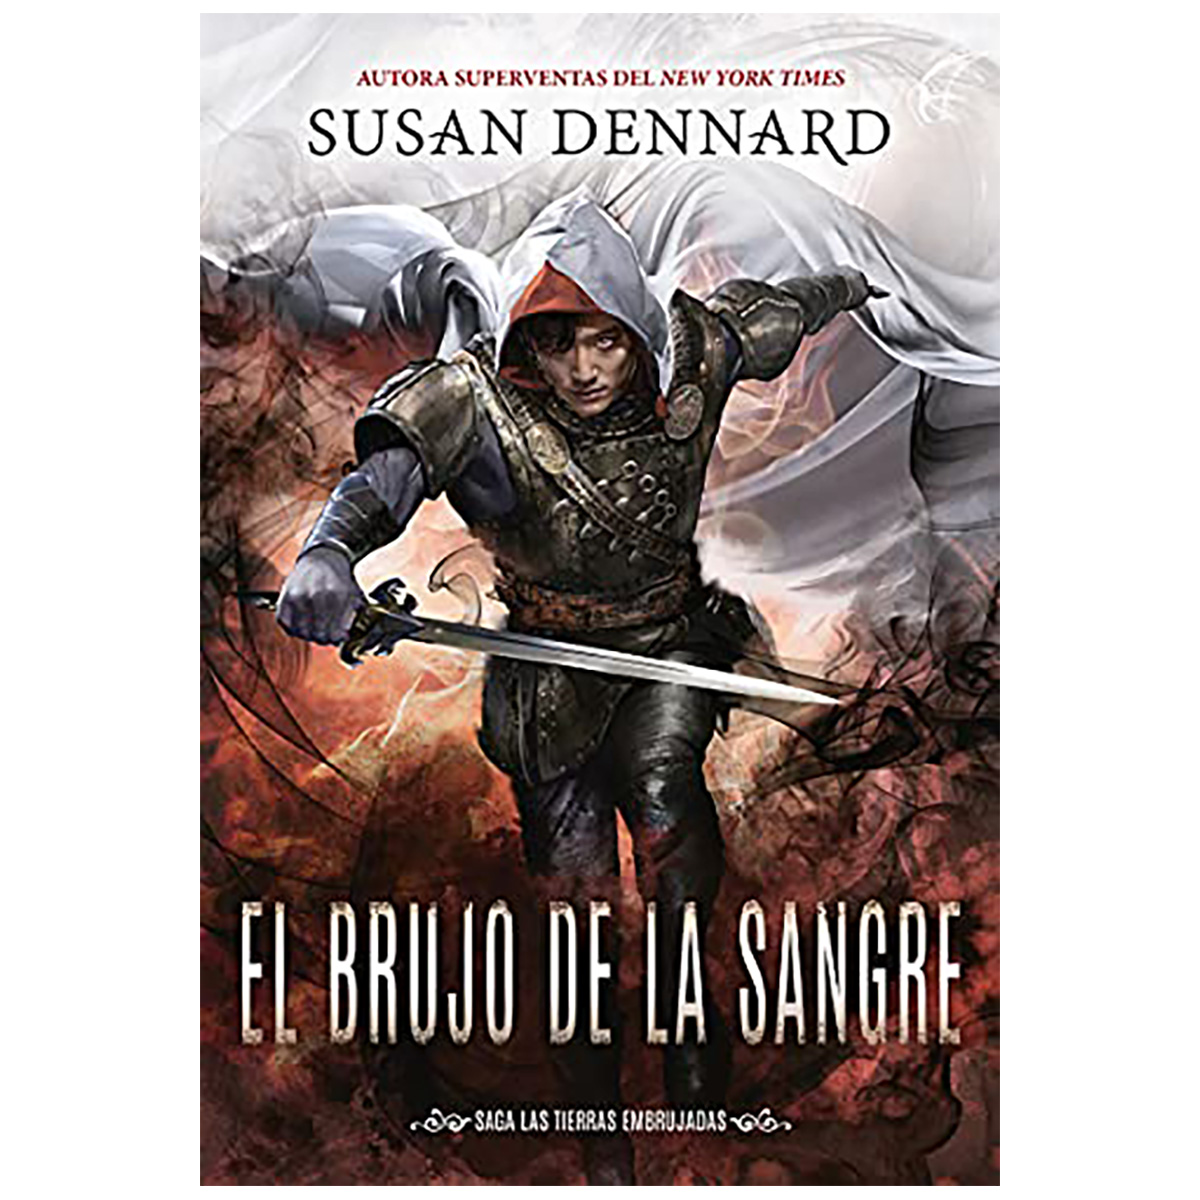 AUTORA SUPERVENTAS DEL NEW YORK TIMES
SUSAN DENNARD
EL BRUJO DE LA SANGRE
SAGA LAS TIERRAS EMBRUJADAS